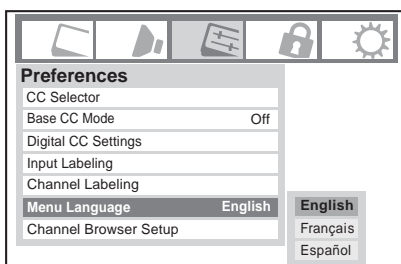 Preferences
CC Selector
Base CC Mode Off
Digital CC Settings
Input Labeling
Channel Labeling
Menu Language English
Channel Browser Setup
English
Français
Español